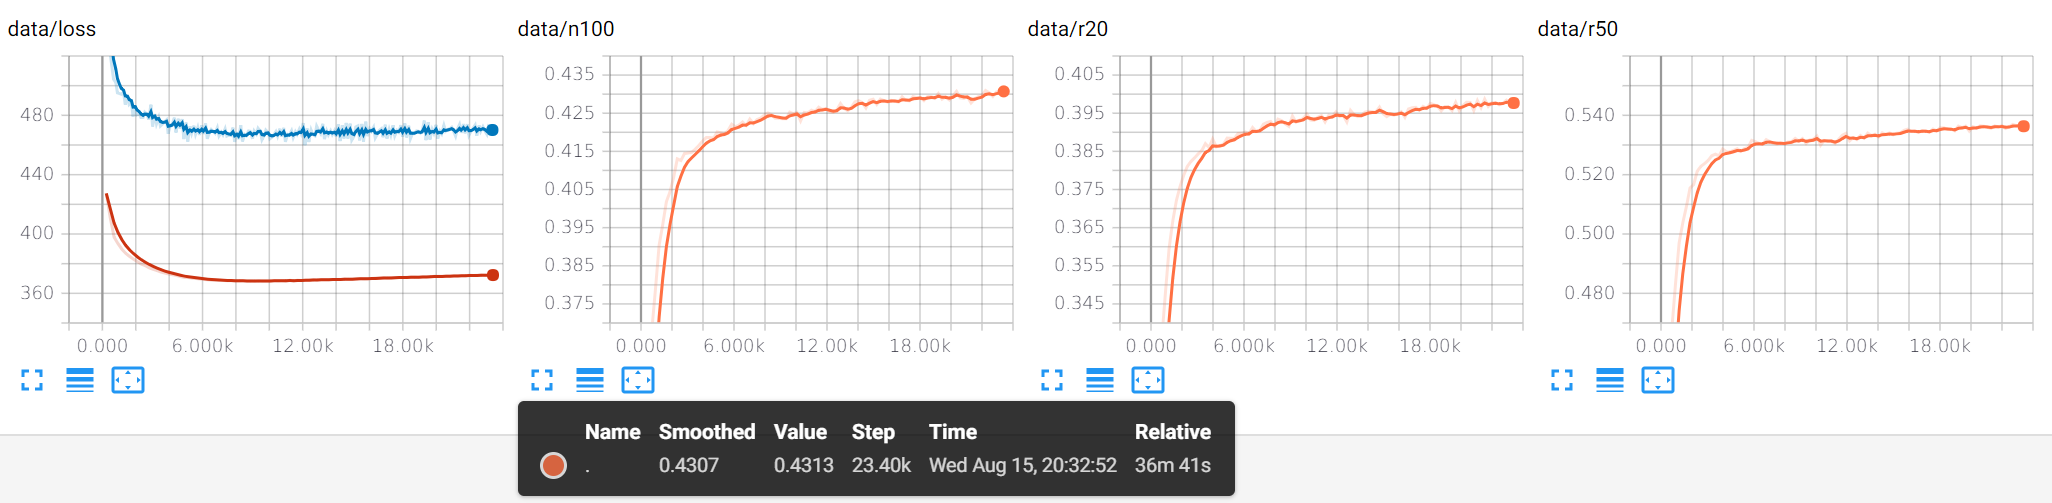 data/loss
480
440
400
360
0.000 6.000k 12.00k 18.00k
data/n100
0.435
0.425
0.415
0.405
0.395
0.385
0.375
0.000 6.000k 12.00k 18.00k
data/r20
0.405
0.395
0.385
0.375
0.365
0.355
0.345
0.000 6.000k 12.00k 18.00k
data/r50
0.540
0.520
0.500
0.480
0.000 6.000k 12.00k 18.00k
Name Smoothed Value Step Time Relative
. 0.4307 0.4313 23.40k Wed Aug 15, 20:32:52 36m 41s